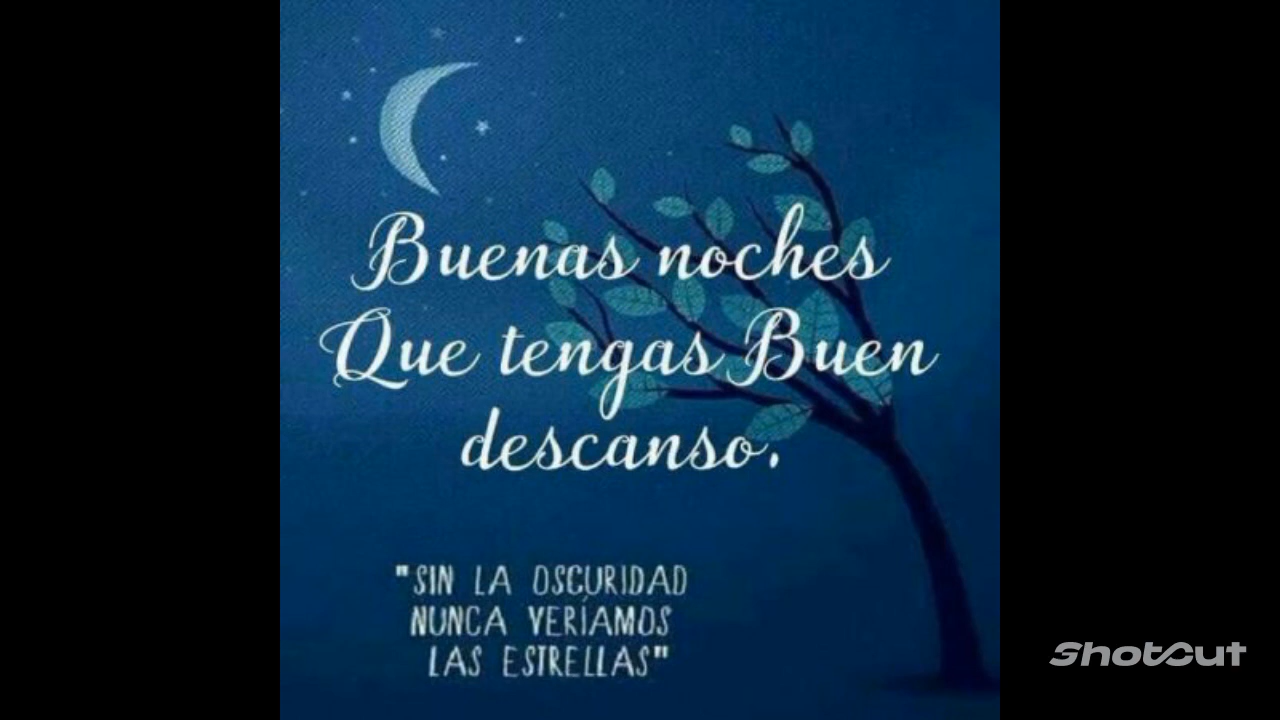 Buenas noches
Que tengas Buen
descanso.
"SIN LA OSCURIDAD
NUNCA VERÍAMOS
LAS ESTRELLAS"
ShotCut